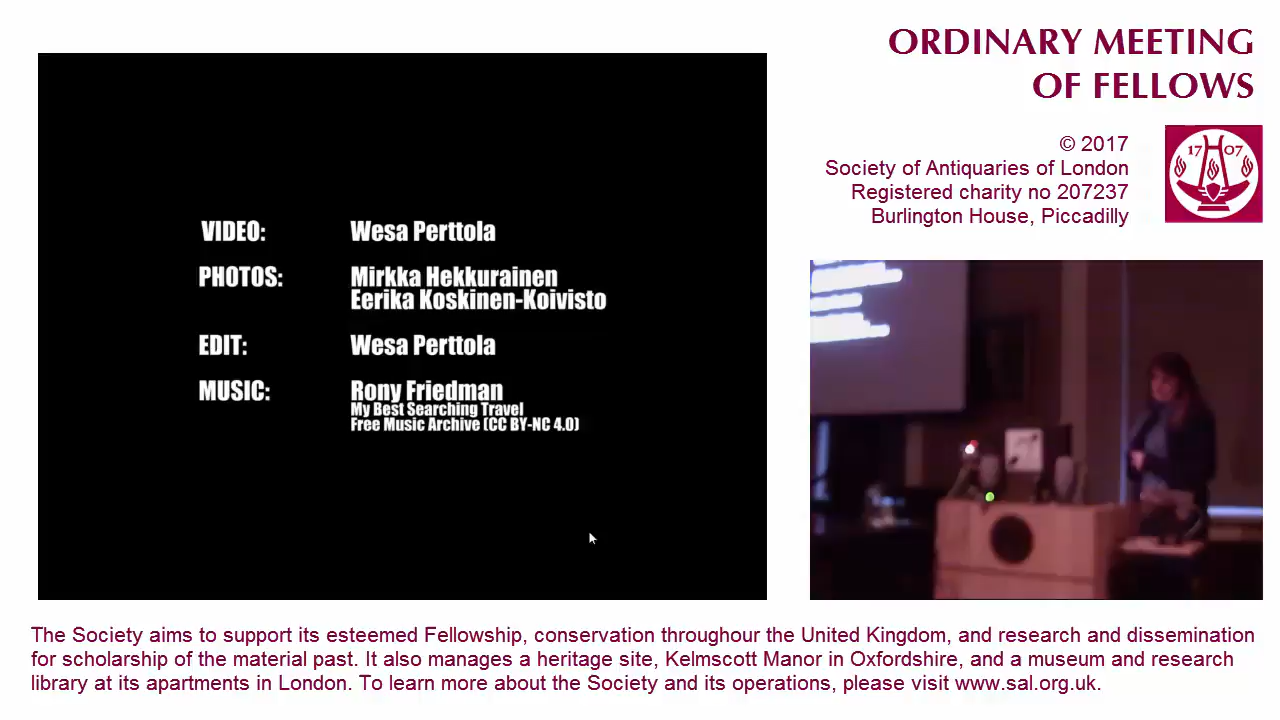 ORDINARY MEETING
OF FELLOWS
© 2017
Society of Antiquaries of London
Registered charity no 207237
Burlington House, Piccadilly
17 07
VIDEO: Wesa Perttola
PHOTOS: Mirkka Hekkurainen
Eerika Koskinen-Koivisto
EDIT: Wesa Perttola
MUSIC: Rony Friedman
My Best Searching Travel
Free Music Archive (CC BY-NC 4.0)
The Society aims to support its esteemed Fellowship, conservation throughour the United Kingdom, and research and dissemination
for scholarship of the material past. It also manages a heritage site, Kelmscott Manor in Oxfordshire, and a museum and research
library at its apartments in London. To learn more about the Society and its operations, please visit www.sal.org.uk.